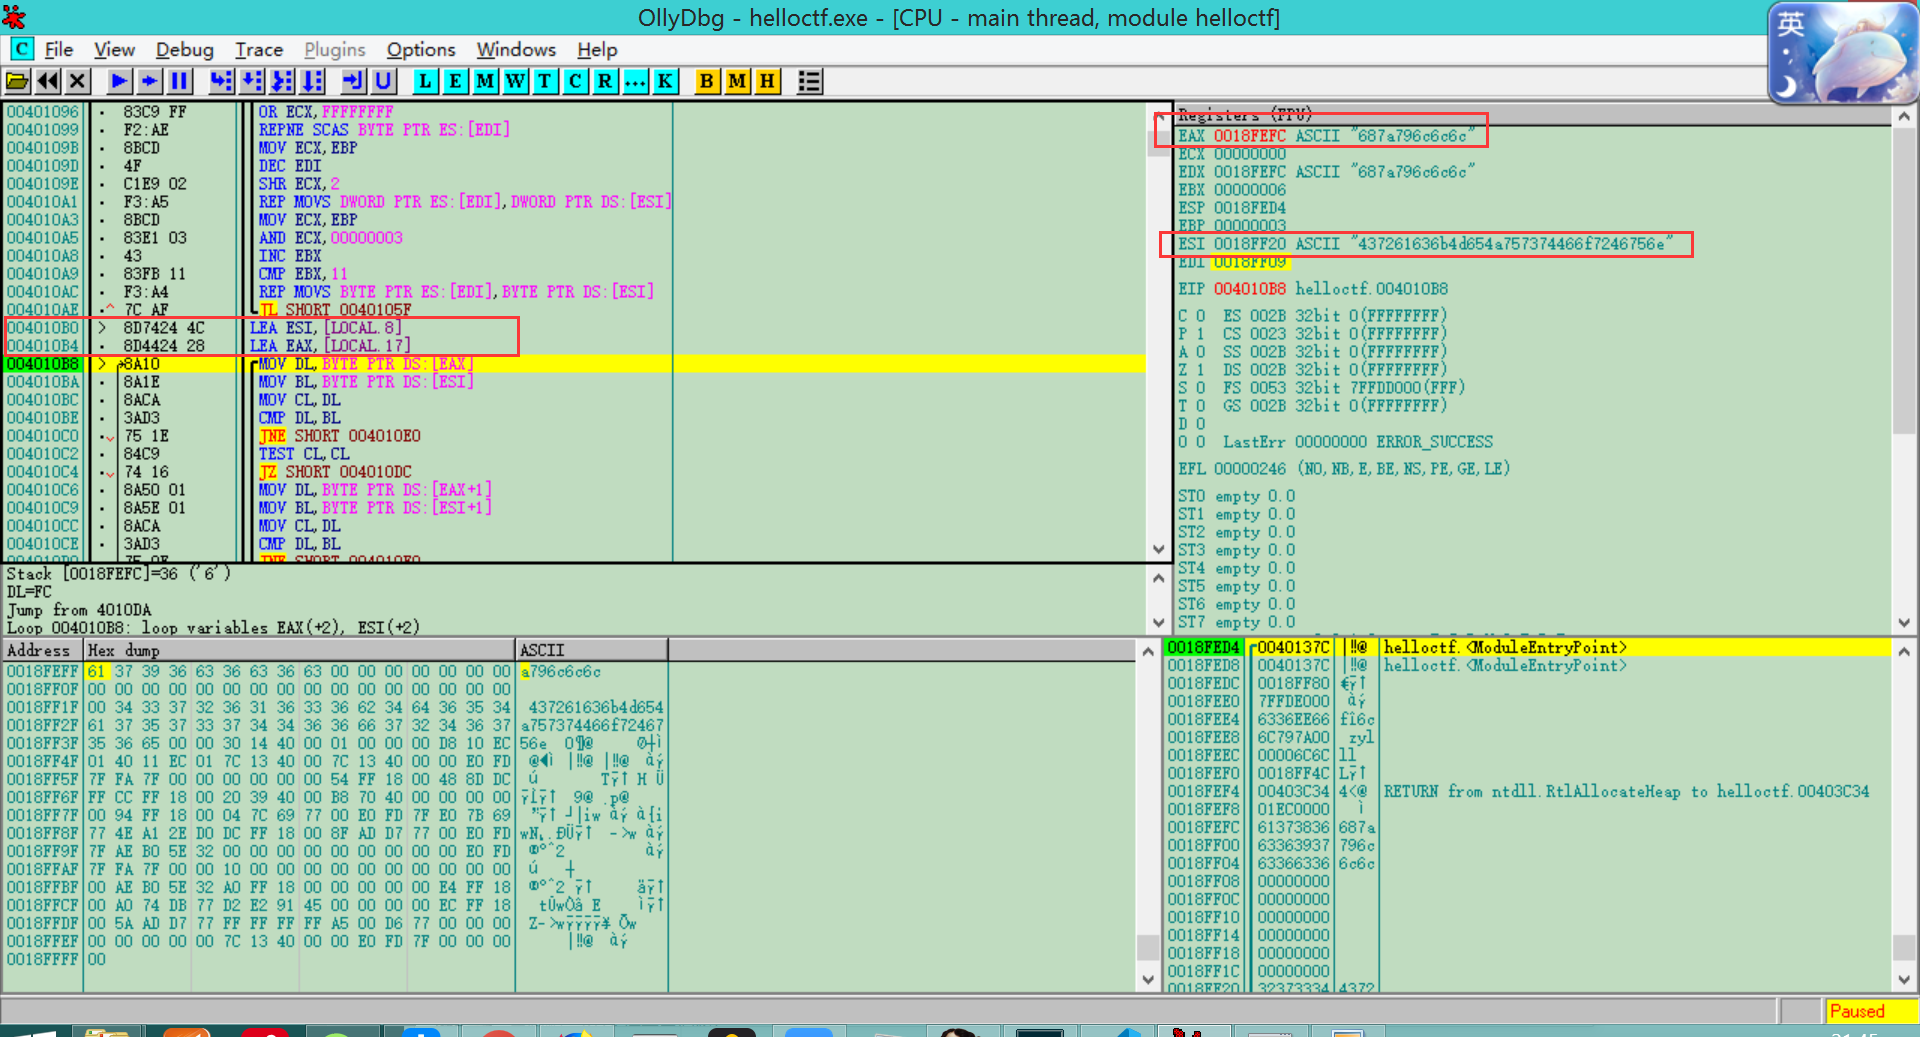 OllyDbg - helloctf.exe - [CPU - main thread, module helloctf]
英
C File View Debug Trace Plugins Options Windows Help
L E M W T C R ... K B M H
00401096 83C9 FF OR ECX,FFFFFFFF
00401099 F2:AE REPNE SCAS BYTE PTR ES:[EDI]
0040109B 8BCD MOV ECX,EBP
0040109D 4F DEC EDI
0040109E C1E9 02 SHR ECX,2
004010A1 F3:A5 REP MOVS DWORD PTR ES:[EDI],DWORD PTR DS:[ESI]
004010A3 8BCD MOV ECX,EBP
004010A5 83E1 03 AND ECX,00000003
004010A8 43 INC EBX
004010A9 83FB 11 CMP EBX,11
004010AC F3:A4 REP MOVS BYTE PTR ES:[EDI],BYTE PTR DS:[ESI]
004010AE 7C AF JL SHORT 0040105F
004010B0 > 8D7424 4C LEA ESI,[LOCAL.8]
004010B4 8D4424 28 LEA EAX,[LOCAL.17]
004010B8 > 8A10 MOV DL,BYTE PTR DS:[EAX]
004010BA 8A1E MOV BL,BYTE PTR DS:[ESI]
004010BC 8ACA MOV CL,DL
004010BE 3AD3 CMP DL,BL
004010C0 75 1E JNE SHORT 004010E0
004010C2 84C9 TEST CL,CL
004010C4 74 16 JZ SHORT 004010DC
004010C6 8A50 01 MOV DL,BYTE PTR DS:[EAX+1]
004010C9 8A5E 01 MOV BL,BYTE PTR DS:[ESI+1]
004010CC 8ACA MOV CL,DL
004010CE 3AD3 CMP DL,BL
004010D0 75 0E JNE SHORT 004010E0
Stack [0018FEFC]=36 ('6')
DL=FC
Jump from 4010DA
Loop 004010B8: loop variables EAX(+2), ESI(+2)
Registers (FPU)
EAX 0018FEFC ASCII "687a796c6c6c"
ECX 00000000
EDX 0018FEFC ASCII "687a796c6c6c"
EBX 00000006
ESP 0018FED4
EBP 00000003
ESI 0018FF20 ASCII "437261636b4d654a757374466f7246756e"
EDI 0018FF09
EIP 004010B8 helloctf.004010B8
C 0 ES 002B 32bit 0(FFFFFFFF)
P 1 CS 0023 32bit 0(FFFFFFFF)
A 0 SS 002B 32bit 0(FFFFFFFF)
Z 1 DS 002B 32bit 0(FFFFFFFF)
S 0 FS 0053 32bit 7FFDD000(FFF)
T 0 GS 002B 32bit 0(FFFFFFFF)
D 0
O 0 LastErr 00000000 ERROR_SUCCESS
EFL 00000246 (NO,NB,E,BE,NS,PE,GE,LE)
ST0 empty 0.0
ST1 empty 0.0
ST2 empty 0.0
ST3 empty 0.0
ST4 empty 0.0
ST5 empty 0.0
ST6 empty 0.0
ST7 empty 0.0
Address Hex dump ASCII
0018FEFF 61 37 39 36 63 36 63 36 63 00 00 00 00 00 00 00 a796c6c6c
0018FF0F 00 00 00 00 00 00 00 00 00 00 00 00 00 00 00 00
0018FF1F 00 34 33 37 32 36 31 36 33 36 62 34 64 36 35 34 437261636b4d654
0018FF2F 61 37 35 37 33 37 34 34 36 36 66 37 32 34 36 37 a757374466f72467
0018FF3F 35 36 65 00 00 30 14 40 00 01 00 00 00 D8 10 EC 56e
0018FF4F 01 40 11 EC 01 7C 13 40 00 7C 13 40 00 00 E0 FD
0018FF5F 7F FA 7F 00 00 00 00 00 00 54 FF 18 00 48 8D DC
0018FF6F FF CC FF 18 00 20 39 40 00 B8 70 40 00 00 00 00
0018FF7F 00 94 FF 18 00 04 7C 69 77 00 E0 FD 7F E0 7B 69
0018FF8F 77 4E A1 2E D0 DC FF 18 00 8F AD D7 77 00 E0 FD
0018FF9F 7F AE B0 5E 32 00 00 00 00 00 00 00 00 00 E0 FD
0018FFAF 7F FA 7F 00 00 10 00 00 00 00 00 00 00 00 00 00
0018FFBF 00 AE B0 5E 32 A0 FF 18 00 00 00 00 00 E4 FF 18
0018FFCF 00 A0 74 DB 77 D2 E2 91 45 00 00 00 00 EC FF 18
0018FFDF 00 5A AD D7 77 FF FF FF FF A5 00 D6 77 00 00 00
0018FFEF 00 00 00 00 00 7C 13 40 00 00 E0 FD 7F 00 00 00
0018FFFF 00
0018FED4 0040137C helloctf.<ModuleEntryPoint>
0018FED8 0040137C helloctf.<ModuleEntryPoint>
0018FEDC 0018FF80
0018FEE0 7FFDE000
0018FEE4 6336EE66 fî6c
0018FEE8 6C797A00 zyl
0018FEEC 00006C6C ll
0018FEF0 0018FF4C
0018FEF4 00403C34 4<@ RETURN from ntdll.RtlAllocateHeap to helloctf.00403C34
0018FEF8 01EC0000
0018FEFC 61373836 687a
0018FF00 63363937 796c
0018FF04 63366336 6c6c
0018FF08 00000000
0018FF0C 00000000
0018FF10 00000000
0018FF14 00000000
0018FF18 00000000
0018FF1C 00000000
0018FF20 32373334 4372
Paused